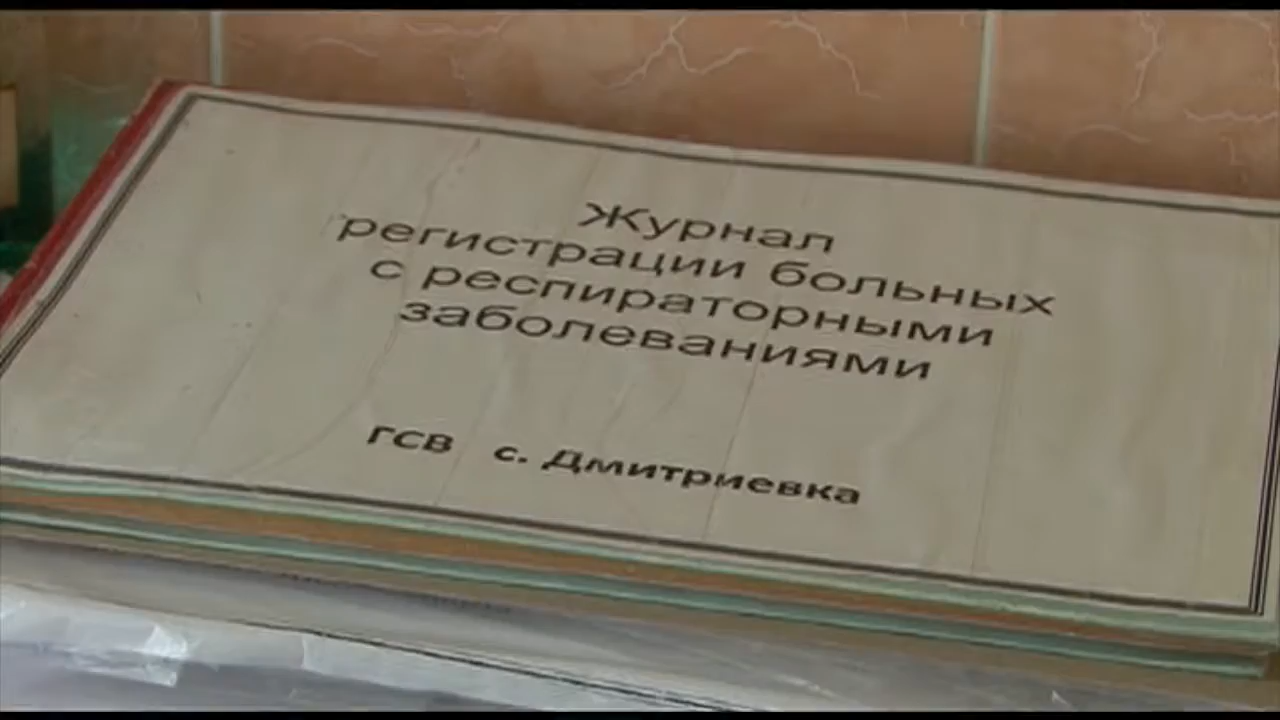 Журнал
регистрации больных
с респираторными
заболеваниями
ГСВ с. Дмитриевка